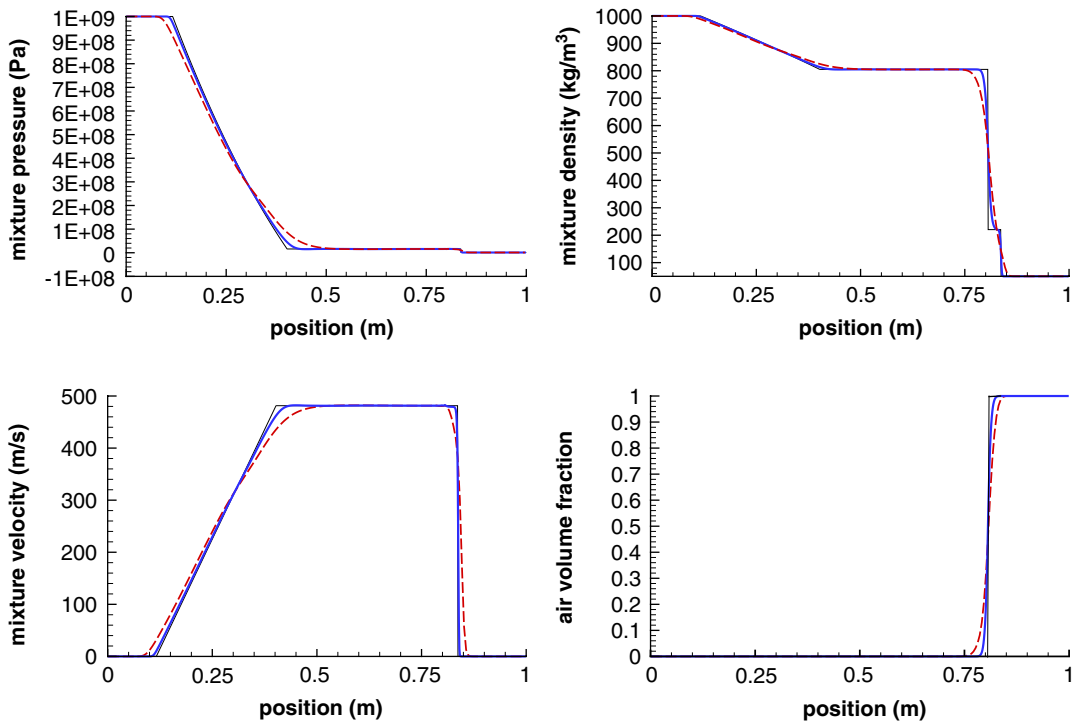 mixture pressure (Pa)
1E+09
9E+08
8E+08
7E+08
6E+08
5E+08
4E+08
3E+08
2E+08
1E+08
0
-1E+08
0 0.25 0.5 0.75 1
position (m)
mixture density (kg/m³)
1000
900
800
700
600
500
400
300
200
100
0 0.25 0.5 0.75 1
position (m)
mixture velocity (m/s)
500
400
300
200
100
0
0 0.25 0.5 0.75 1
position (m)
air volume fraction
1
0.9
0.8
0.7
0.6
0.5
0.4
0.3
0.2
0.1
0
0 0.25 0.5 0.75 1
position (m)